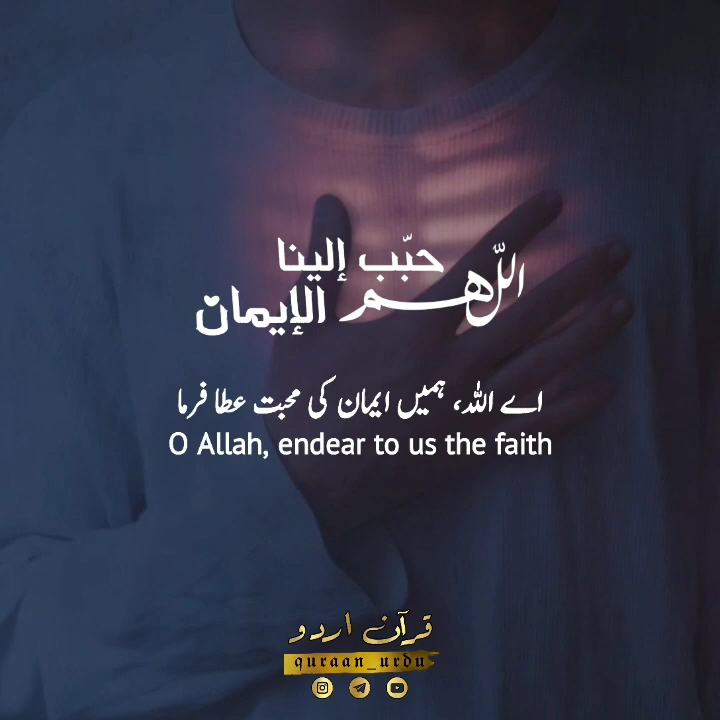 اللّهم حبّب إلينا
الإيمان
اے اللہ، ہمیں ایمان کی محبت عطا فرما
O Allah, endear to us the faith
قرآن اردو
quraan_urdu